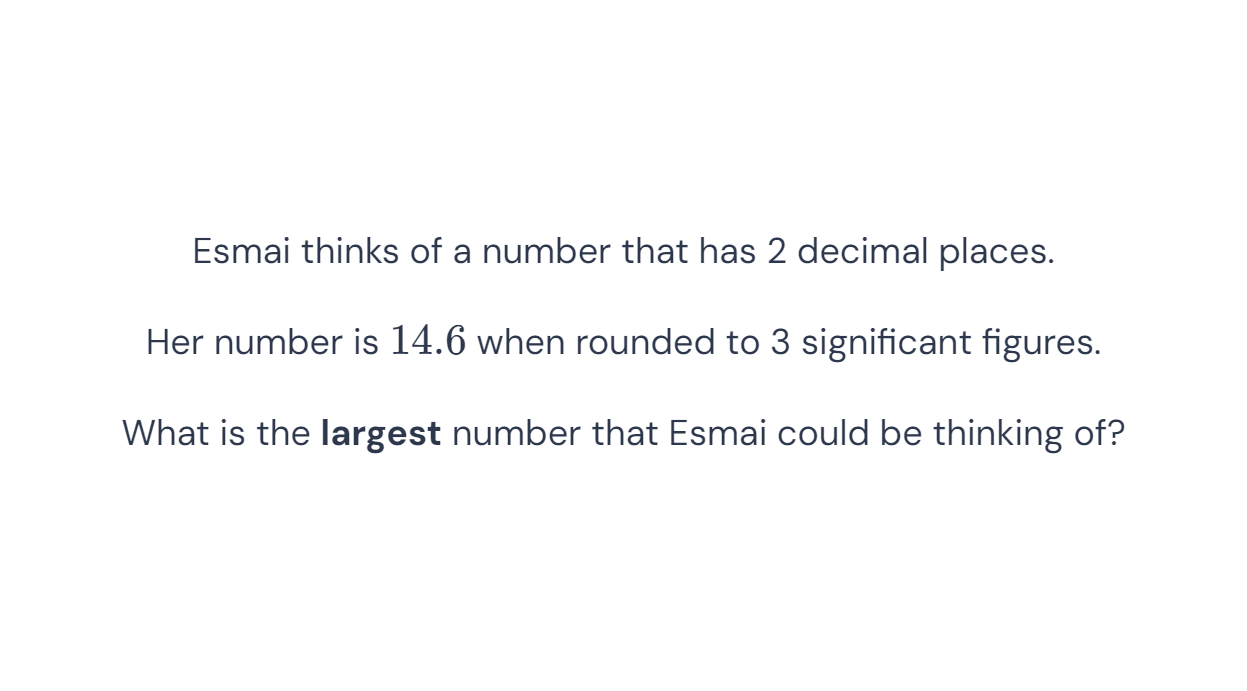 Esmai thinks of a number that has 2 decimal places.
Her number is 14.6 when rounded to 3 significant figures.
What is the largest number that Esmai could be thinking of?